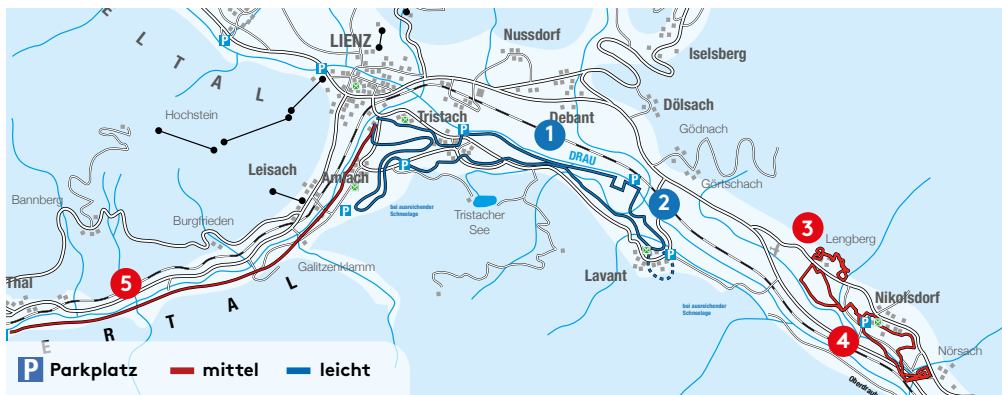 E
L
T
A
L
P
P
LIENZ
Nussdorf
Iselsberg
Hochstein
Tristach
P
Debant
Dölsach
1
Gödnach
DRAU
Leisach
Amlach
P
P
Görtschach
Bannberg
Burgfrieden
P
bei ausreichender
Schneelage
Tristacher
See
2
3
Lengberg
Galitzenklamm
Lavant
P
Thal
5
bei ausreichender
Schneelage
Nikolsdorf
P
4
Nörsach
E
R
T
A
L
P Parkplatz
mittel
leicht
Oberdrau